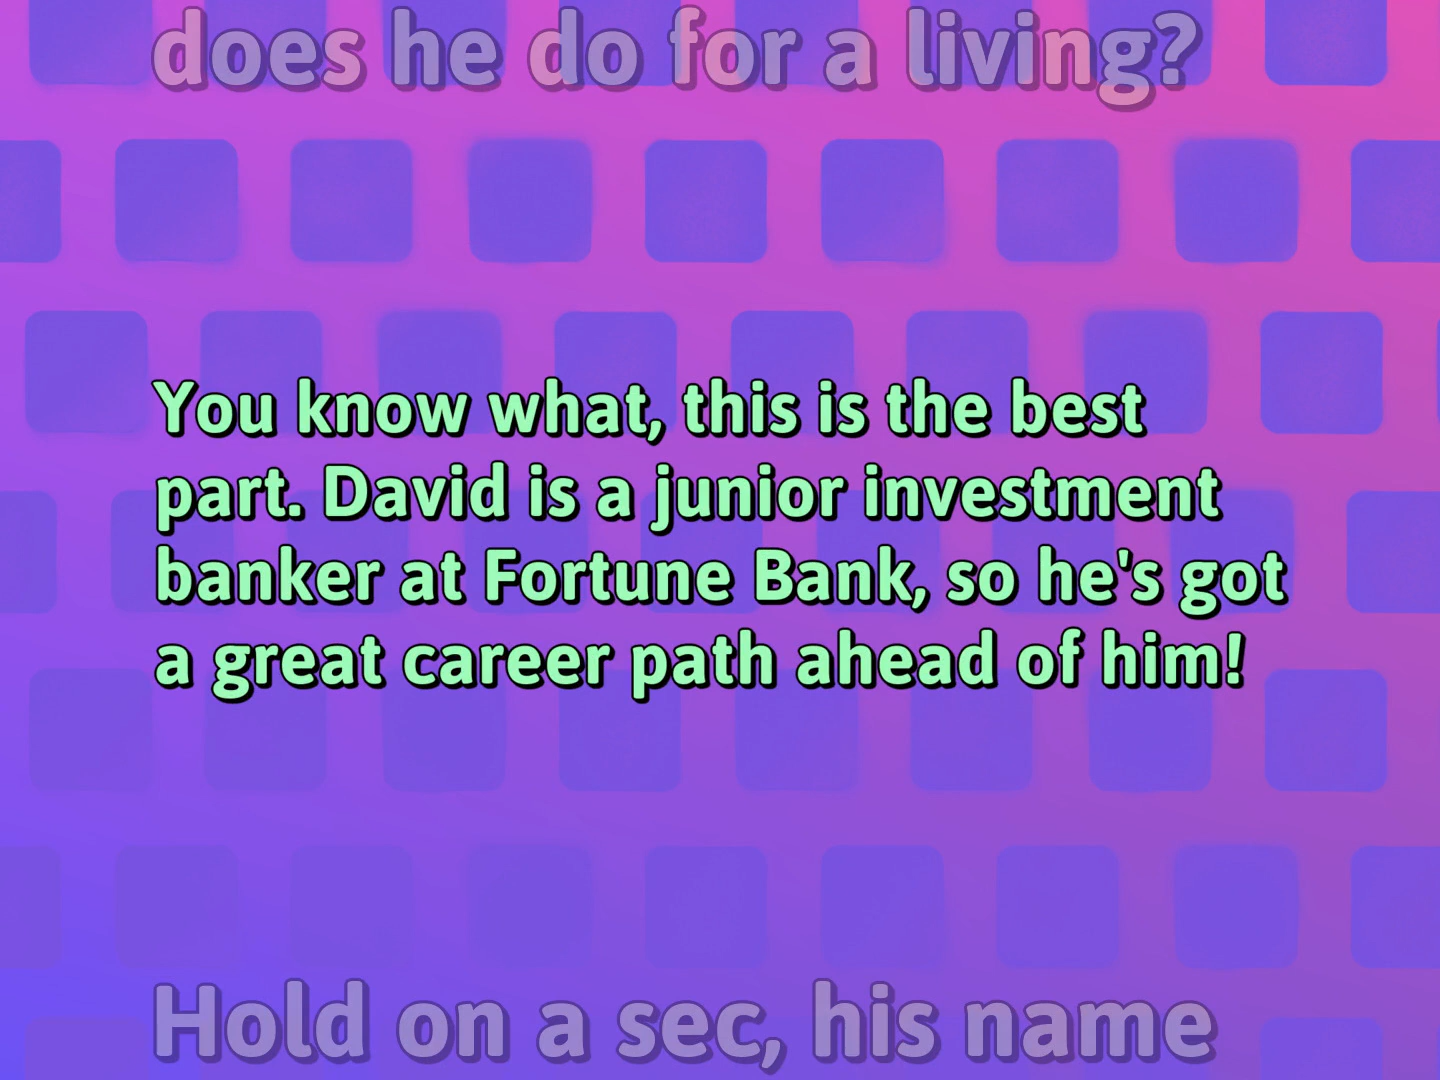 does he do for a living?
You know what, this is the best
part. David is a junior investment
banker at Fortune Bank, so he's got
a great career path ahead of him!
Hold on a sec, his name